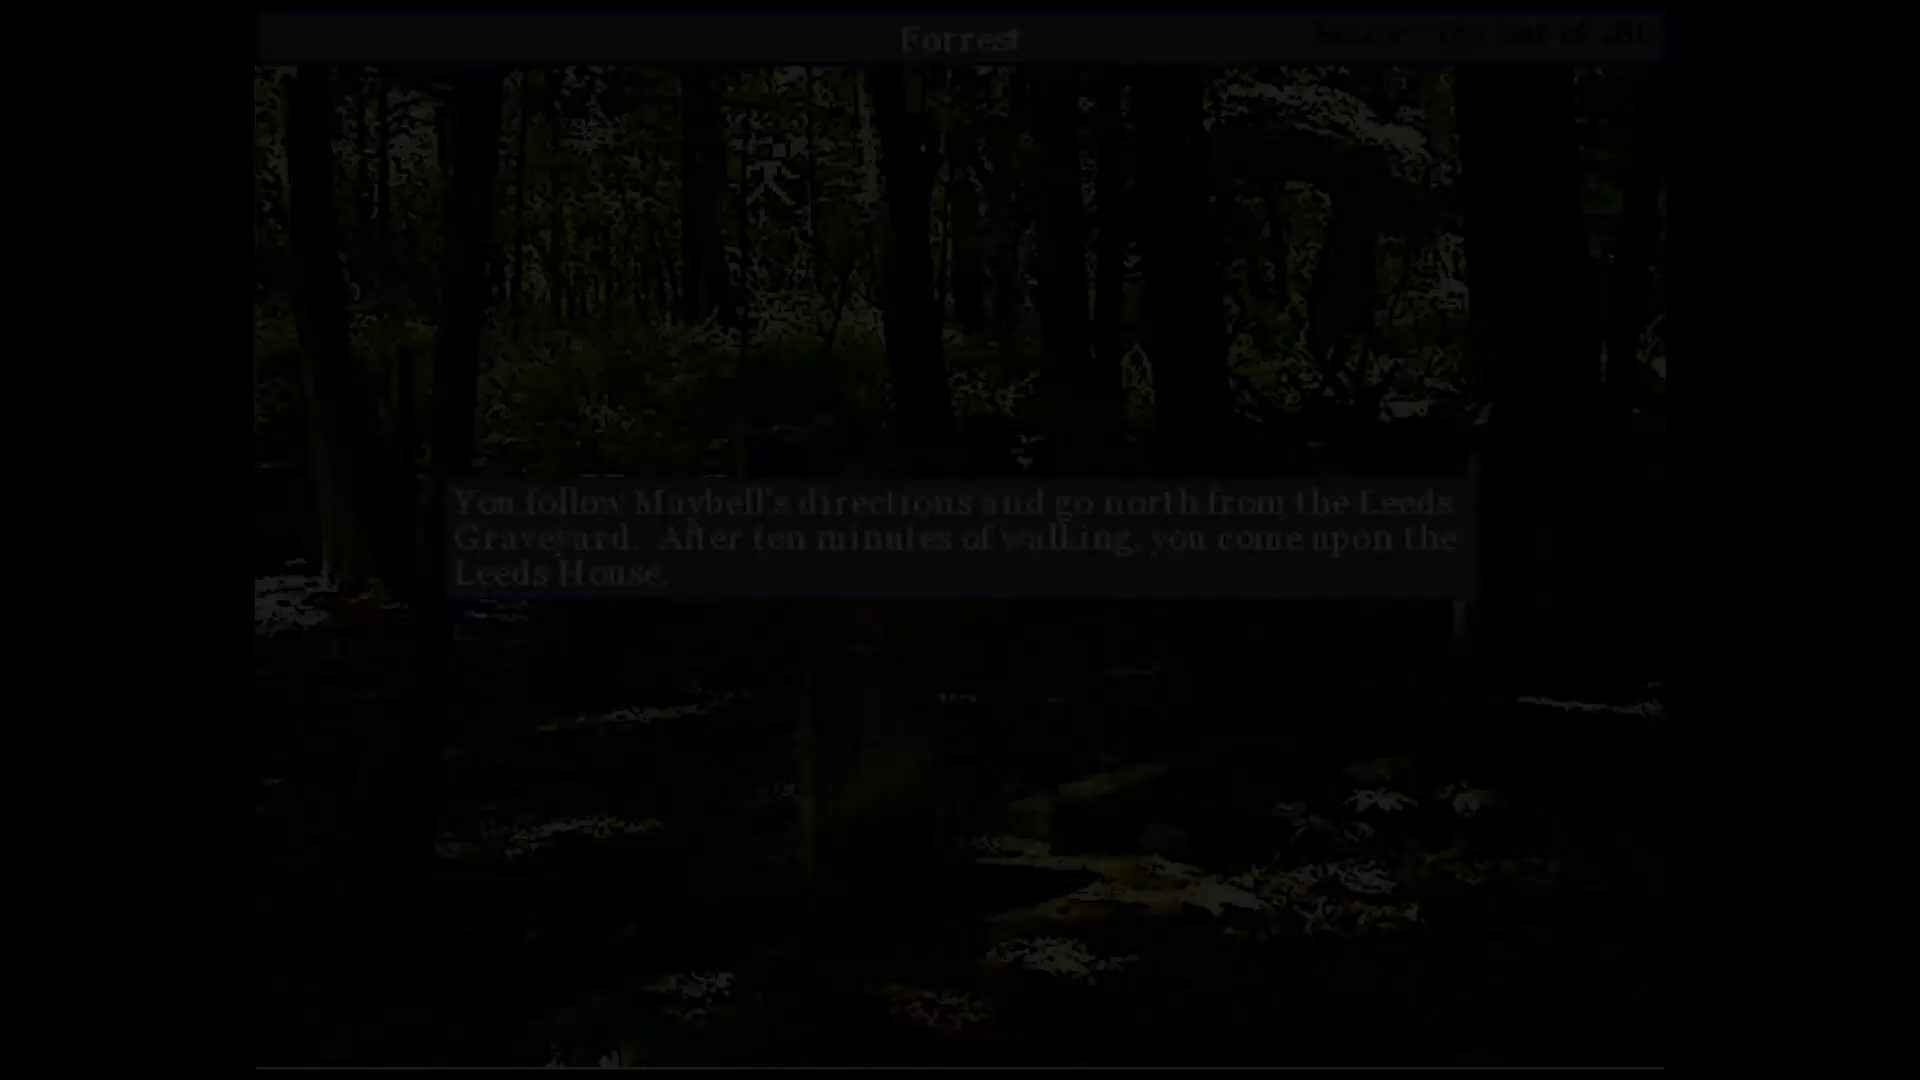 Forrest
You follow Maybell's directions and go north from the Leeds
Graveyard.  After ten minutes of walking, you come upon the
Leeds House.